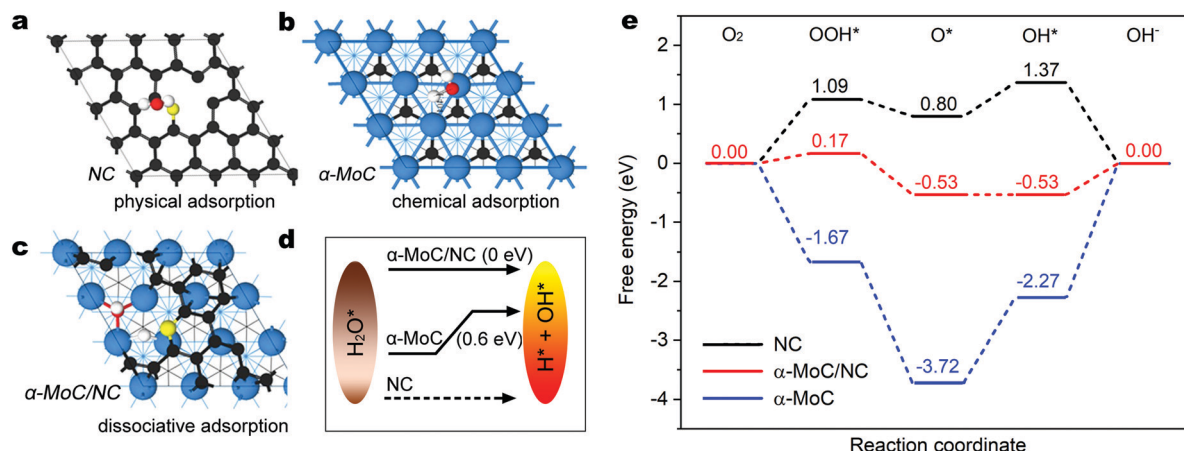 a
NC
physical adsorption
b
α-MoC
chemical adsorption
c
α-MoC/NC
dissociative adsorption
d
H₂O*
α-MoC/NC (0 eV)
α-MoC
(0.6 eV)
NC
H* + OH*
e
O₂
OOH*
O*
OH*
OH⁻
2
1
0
-1
-2
-3
-4
Free energy (eV)
1.09
0.80
1.37
0.00
0.17
-0.53
-0.53
0.00
-1.67
-3.72
-2.27
NC
α-MoC/NC
α-MoC
Reaction coordinate